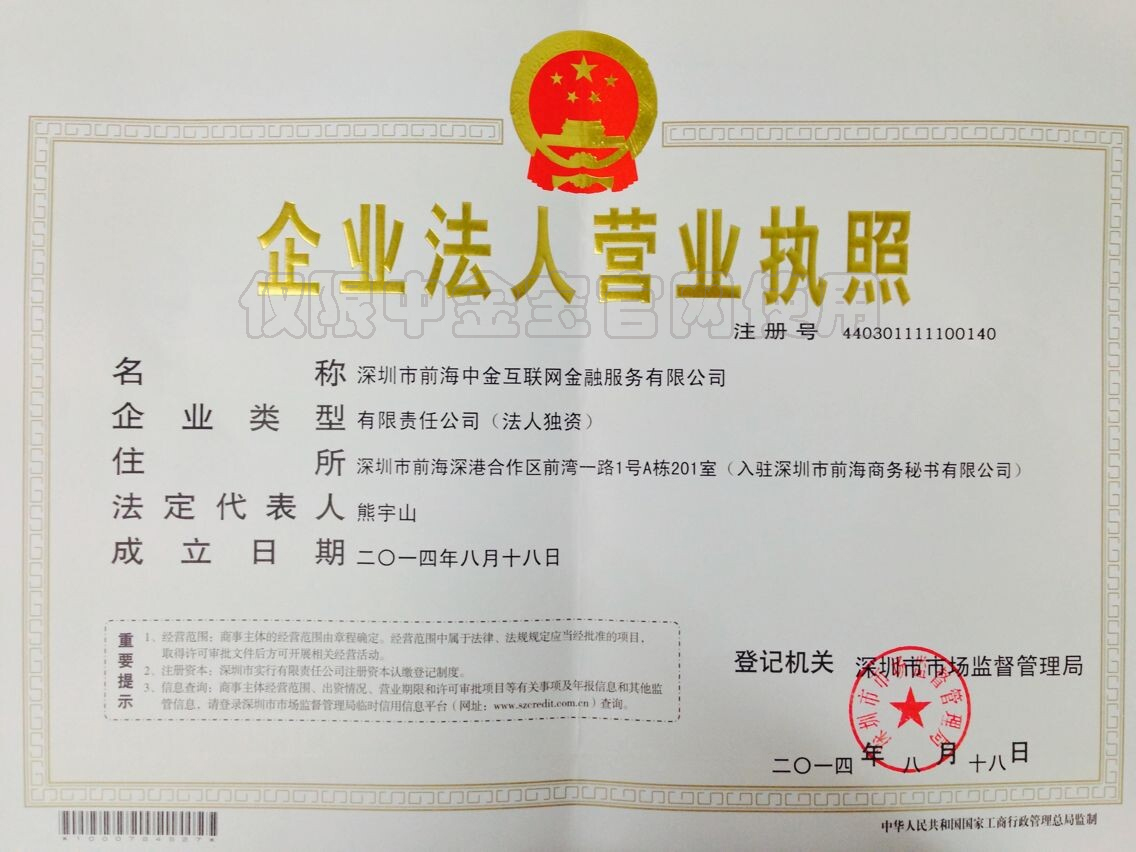 企业法人营业执照
仅限中金宝官网使用
注册号 440301111100140
名称 深圳市前海中金互联网金融服务有限公司
企业类型 有限责任公司（法人独资）
住所 深圳市前海深港合作区前湾一路1号A栋201室（入驻深圳市前海商务秘书有限公司）
法定代表人 熊宇山
成立日期 二〇一四年八月十八日
重要提示
1、经营范围：商事主体的经营范围由章程确定。经营范围中属于法律、法规规定应当经批准的项目，
取得许可审批文件后方可开展相关经营活动。
2、注册资本：深圳市实行有限责任公司注册资本认缴登记制度。
3、信息查询：商事主体经营范围、出资情况、营业期限和许可审批项目等有关事项及年报信息和其他监
管信息，请登录深圳市市场监督管理局临时信用信息平台（网址：www.szcredit.com.cn）查询。
登记机关 深圳市市场监督管理局
深圳市市场监督管理局
二〇一四年八月十八日
中华人民共和国国家工商行政管理总局监制